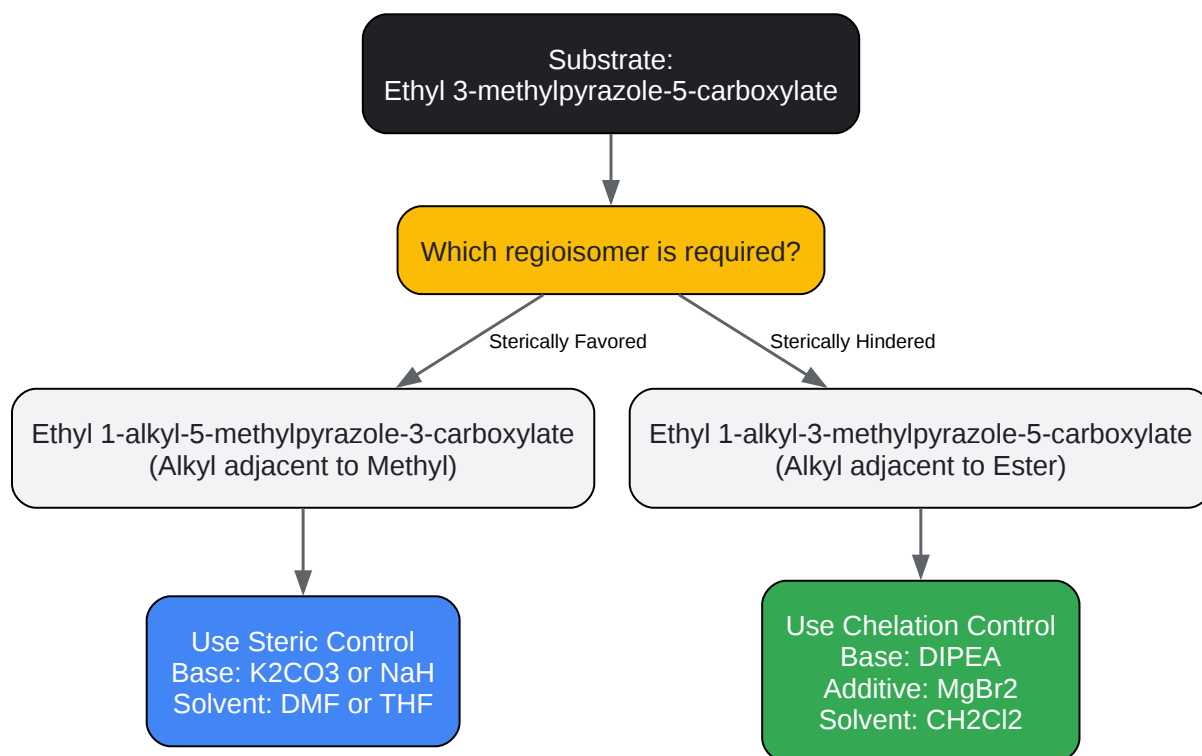 Substrate:
Ethyl 3-methylpyrazole-5-carboxylate
Which regioisomer is required?
Sterically Favored
Sterically Hindered
Ethyl 1-alkyl-5-methylpyrazole-3-carboxylate
(Alkyl adjacent to Methyl)
Ethyl 1-alkyl-3-methylpyrazole-5-carboxylate
(Alkyl adjacent to Ester)
Use Steric Control
Base: K2CO3 or NaH
Solvent: DMF or THF
Use Chelation Control
Base: DIPEA
Additive: MgBr2
Solvent: CH2Cl2